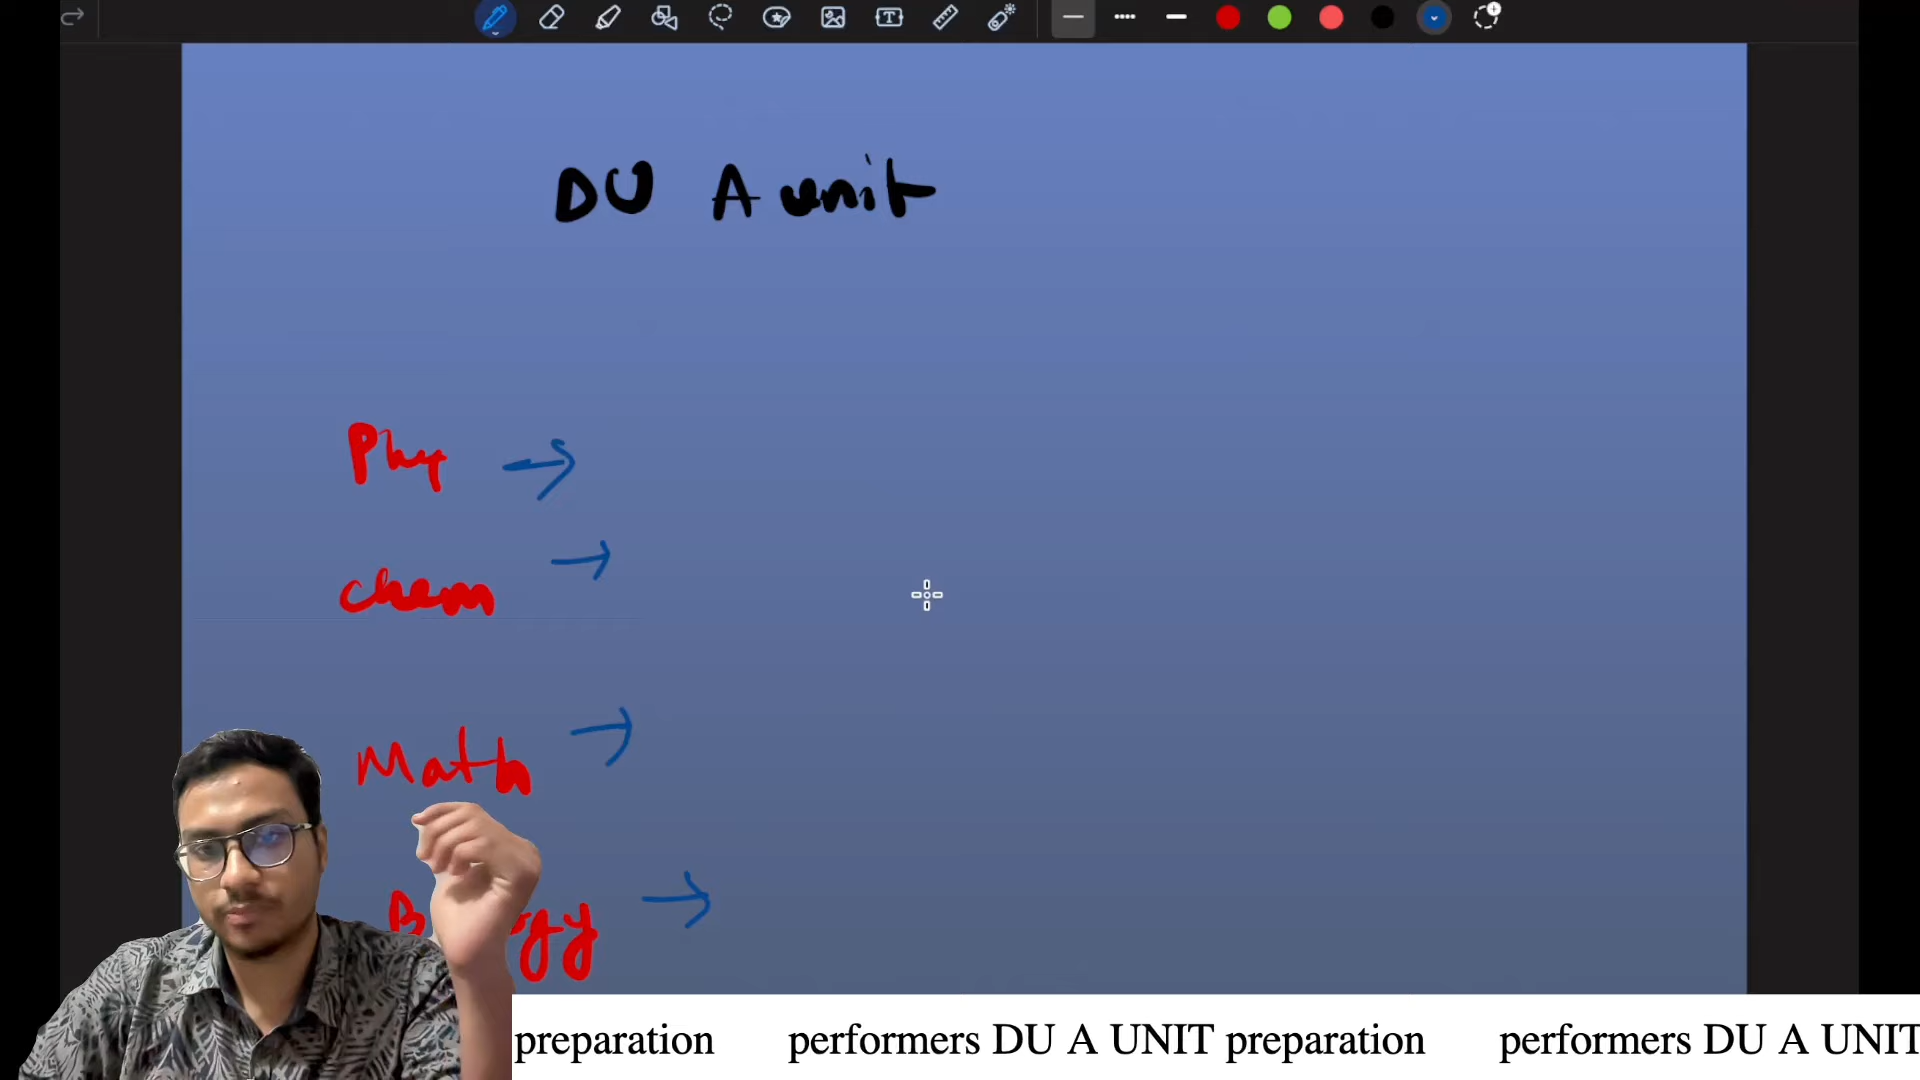 DU A unit
Phy →
chem →
Math →
→
preparation performers DU A UNIT preparation performers DU A UNIT